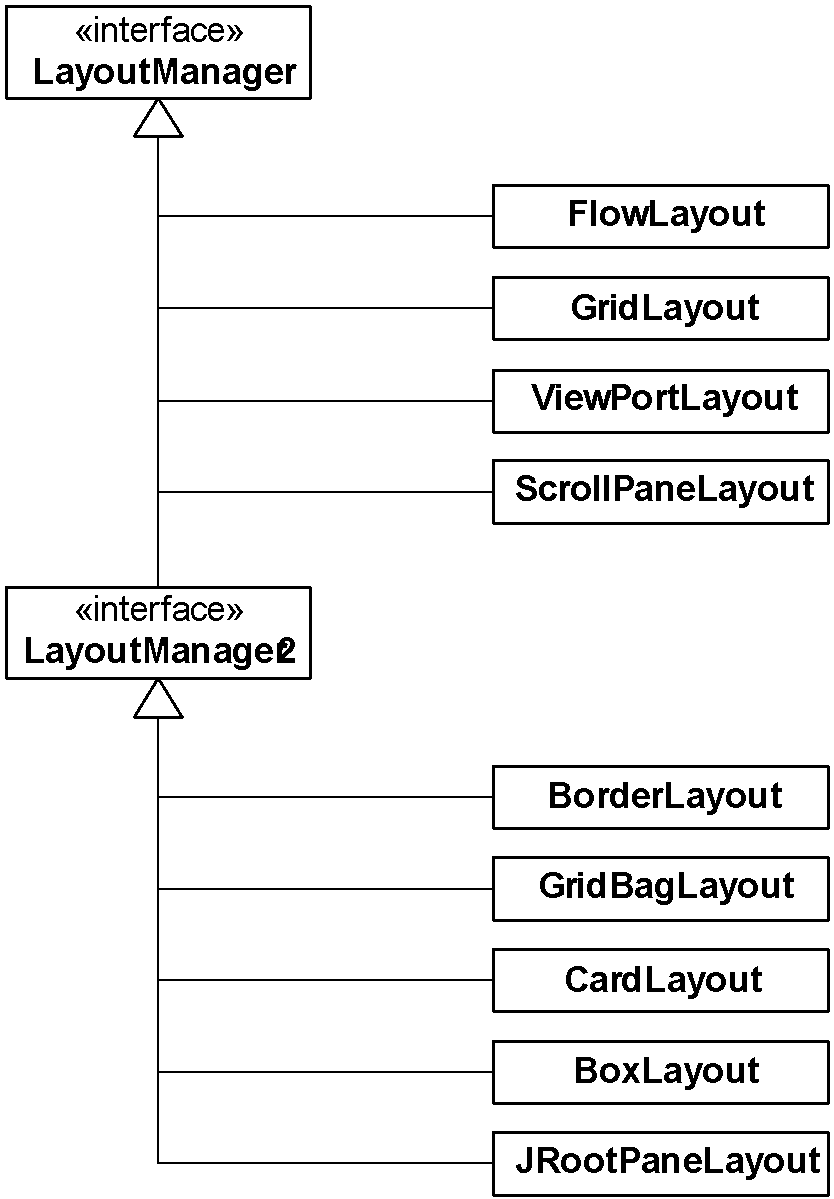 «interface»
LayoutManager
FlowLayout
GridLayout
ViewPortLayout
ScrollPaneLayout
«interface»
LayoutManager2
BorderLayout
GridBagLayout
CardLayout
BoxLayout
JRootPaneLayout